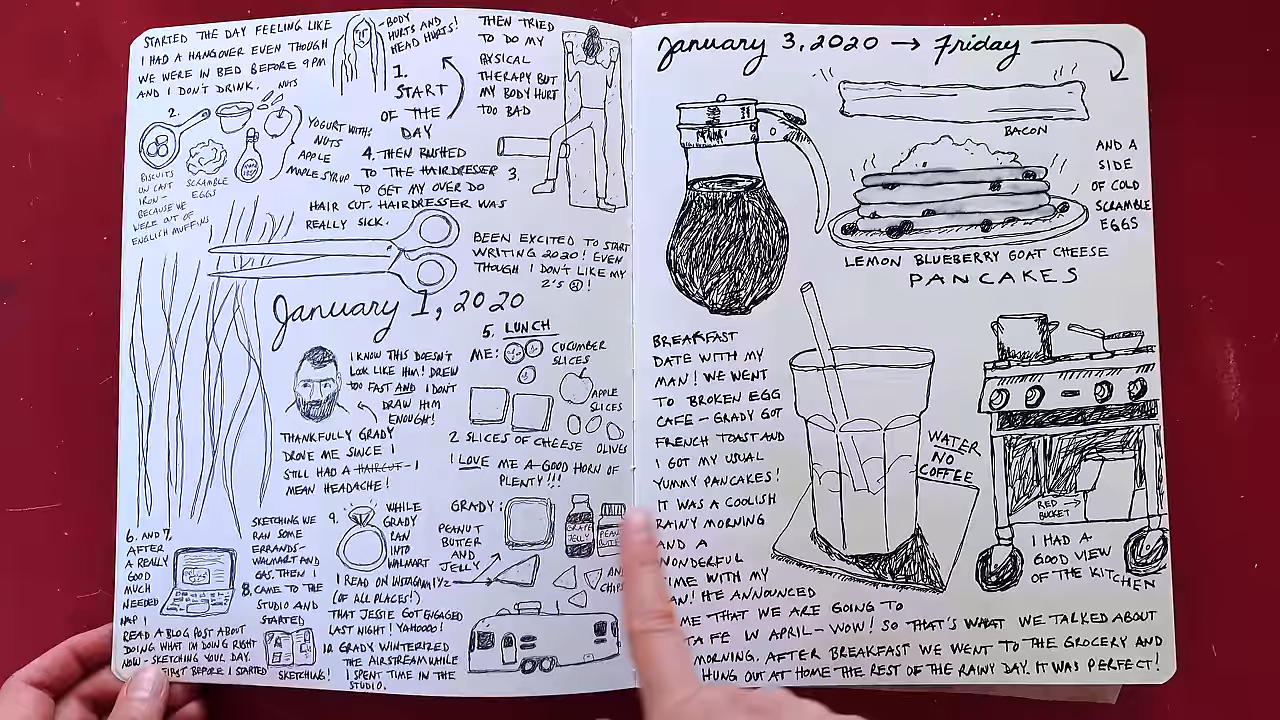 STARTED THE DAY FEELING LIKE
I HAD A HANGOVER EVEN THOUGH
WE WERE IN BED BEFORE 9PM
AND I DON'T DRINK.
BODY
HURTS AND
HEAD HURTS!
1.
START
OF THE
DAY
2.
NUTS
BISCUITS
ON CAST
IRON-
BECAUSE WE
WERE OUT OF
ENGLISH MUFFINS
SCRAMBLE
EGGS
YOGURT WITH:
NUTS
APPLE
MAPLE SYRUP
THEN TRIED
TO DO MY
PYSICAL
THERAPY BUT
MY BODY HURT
TOO BAD
3.
4. THEN RUSHED
TO THE HAIRDRESSER
TO GET MY OVER DO
HAIR CUT. HAIRDRESSER WAS
REALLY SICK.
BEEN EXCITED TO START
WRITING 2020! EVEN
THOUGH I DON'T LIKE MY
2'S ☹!
January 1, 2020
I KNOW THIS DOESN'T
LOOK LIKE HIM! DREW
TOO FAST AND I DON'T
DRAW HIM
ENOUGH!
THANKFULLY GRADY
DROVE ME SINCE I
STILL HAD A HAIRCUT - I
MEAN HEADACHE!
5. LUNCH
ME:
CUCUMBER
SLICES
APPLE
SLICES
2 SLICES OF CHEESE
OLIVES
I LOVE ME A GOOD HORN OF
PLENTY!!!
GRADY:
PEANUT
BUTTER
AND
JELLY
GRAPE
JELLY
CHIPS
6. AND 7,
AFTER
A REALLY
GOOD
MUCH
NEEDED
NAP I
READ A BLOG POST ABOUT
DOING WHAT I'M DOING RIGHT
NOW - SKETCHING YOUR DAY.
FIRST BEFORE I STARTED
SKETCHING WE
RAN SOME
ERRANDS-
WALMART AND
GAS. THEN I
8. CAME TO THE
STUDIO AND
STARTED
SKETCHING!
9.
WHILE
GRADY
RAN
INTO
WALMART
I READ ON INSTAGRAM
(OF ALL PLACES!)
THAT JESSIE GOT ENGAGED
LAST NIGHT! YAHOOOO!
10. GRADY WINTERIZED
THE AIRSTREAM WHILE
I SPENT TIME IN THE
STUDIO.
January 3, 2020 → Friday
BACON
AND A
SIDE
OF COLD
SCRAMBLE
EGGS
LEMON BLUEBERRY GOAT CHEESE
PANCAKES
BREAKFAST
DATE WITH MY
MAN! WE WENT
TO BROKEN EGG
CAFE - GRADY GOT
FRENCH TOAST AND
I GOT MY USUAL
YUMMY PANCAKES!
IT WAS A COOLISH
RAINY MORNING
AND A
WONDERFUL
TIME WITH MY
MAN! HE ANNOUNCED
ME THAT WE ARE GOING TO
IN APRIL - WOW! SO THAT'S WHAT WE TALKED ABOUT
MORNING. AFTER BREAKFAST WE WENT TO THE GROCERY AND
HUNG OUT AT HOME THE REST OF THE RAINY DAY. IT WAS PERFECT!
WATER
NO
COFFEE
RED
BUCKET
I HAD A
GOOD VIEW
OF THE KITCHEN